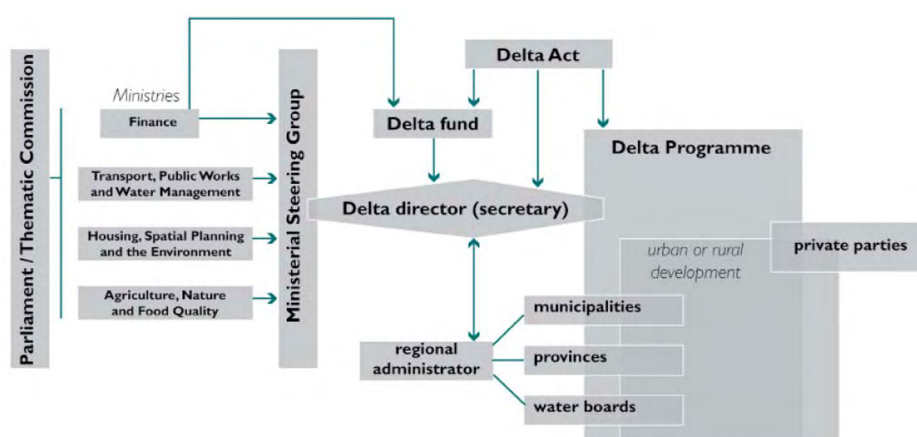 Parliament / Thematic Commission
Ministries
Finance
Transport, Public Works
and Water Management
Housing, Spatial Planning
and the Environment
Agriculture, Nature
and Food Quality
Ministerial Steering Group
Delta Act
Delta fund
Delta director (secretary)
Delta Programme
private parties
urban or rural
development
regional
administrator
municipalities
provinces
water boards